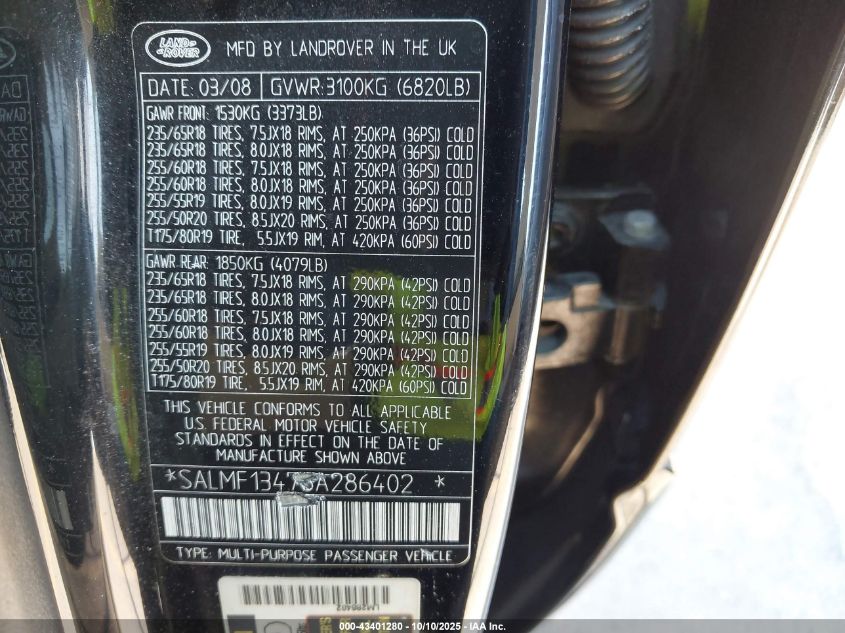 LAND-
-ROVER
MFD BY LANDROVER IN THE UK
DATE: 03/08 GVWR:3100KG (6820LB)
GAWR FRONT: 1530KG (3373LB)
235/65R18 TIRES, 7.5JX18 RIMS, AT 250KPA (36PSI) COLD
235/65R18 TIRES, 8.0JX18 RIMS, AT 250KPA (36PSI) COLD
255/60R18 TIRES, 7.5JX18 RIMS, AT 250KPA (36PSI) COLD
255/60R18 TIRES, 8.0JX18 RIMS, AT 250KPA (36PSI) COLD
255/55R19 TIRES, 8.0JX19 RIMS, AT 250KPA (36PSI) COLD
255/50R20 TIRES, 8.5JX20 RIMS, AT 250KPA (36PSI) COLD
T175/80R19 TIRE, 5.5JX19 RIM, AT 420KPA (60PSI) COLD
GAWR REAR: 1850KG (4079LB)
235/65R18 TIRES, 7.5JX18 RIMS, AT 290KPA (42PSI) COLD
235/65R18 TIRES, 8.0JX18 RIMS, AT 290KPA (42PSI) COLD
255/60R18 TIRES, 7.5JX18 RIMS, AT 290KPA (42PSI) COLD
255/60R18 TIRES, 8.0JX18 RIMS, AT 290KPA (42PSI) COLD
255/55R19 TIRES, 8.0JX19 RIMS, AT 290KPA (42PSI) COLD
255/50R20 TIRES, 8.5JX20 RIMS, AT 290KPA (42PSI) COLD
T175/80R19 TIRE, 5.5JX19 RIM, AT 420KPA (60PSI) COLD
THIS VEHICLE CONFORMS TO ALL APPLICABLE
U.S. FEDERAL MOTOR VEHICLE SAFETY
STANDARDS IN EFFECT ON THE DATE OF
MANUFACTURE SHOWN ABOVE
TYPE: MULTI-PURPOSE PASSENGER VEHICLE
LM286402
000-43401280 - 10/10/2025 - IAA Inc.